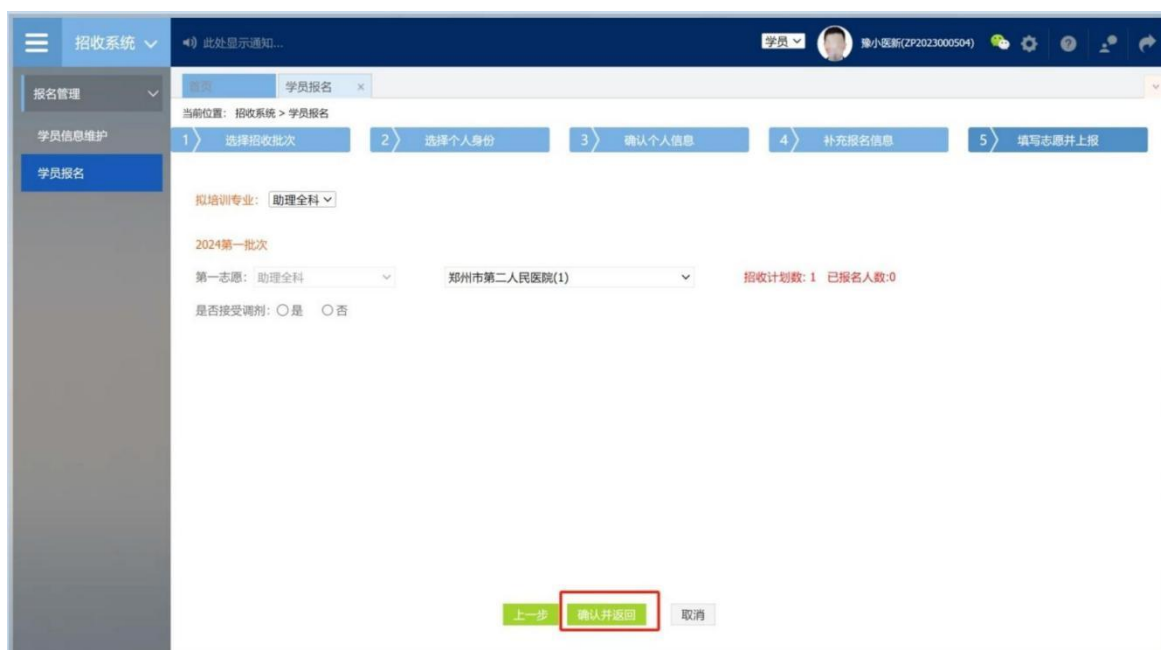 招收系统
此处显示通知...
学员
豫小医新(ZP2023000504)
报名管理
首页
学员报名 ×
当前位置： 招收系统 > 学员报名
学员信息维护
1 选择招收批次
2 选择个人身份
3 确认个人信息
4 补充报名信息
5 填写志愿并上报
学员报名
拟培训专业： 助理全科
2024第一批次
第一志愿： 助理全科 郑州市第二人民医院(1) 招收计划数: 1 已报名人数:0
是否接受调剂: 是 否
上一步 确认并返回 取消